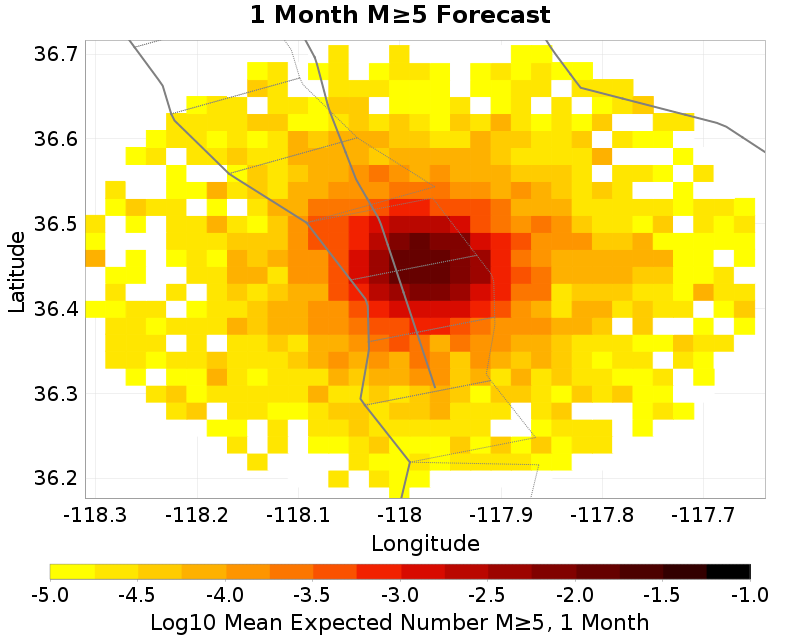 1 Month M≥5 Forecast
36.7
36.6
36.5
36.4
36.3
36.2
Latitude
-118.3 -118.2 -118.1 -118 -117.9 -117.8 -117.7
Longitude
-5.0 -4.5 -4.0 -3.5 -3.0 -2.5 -2.0 -1.5 -1.0
Log10 Mean Expected Number M≥5, 1 Month